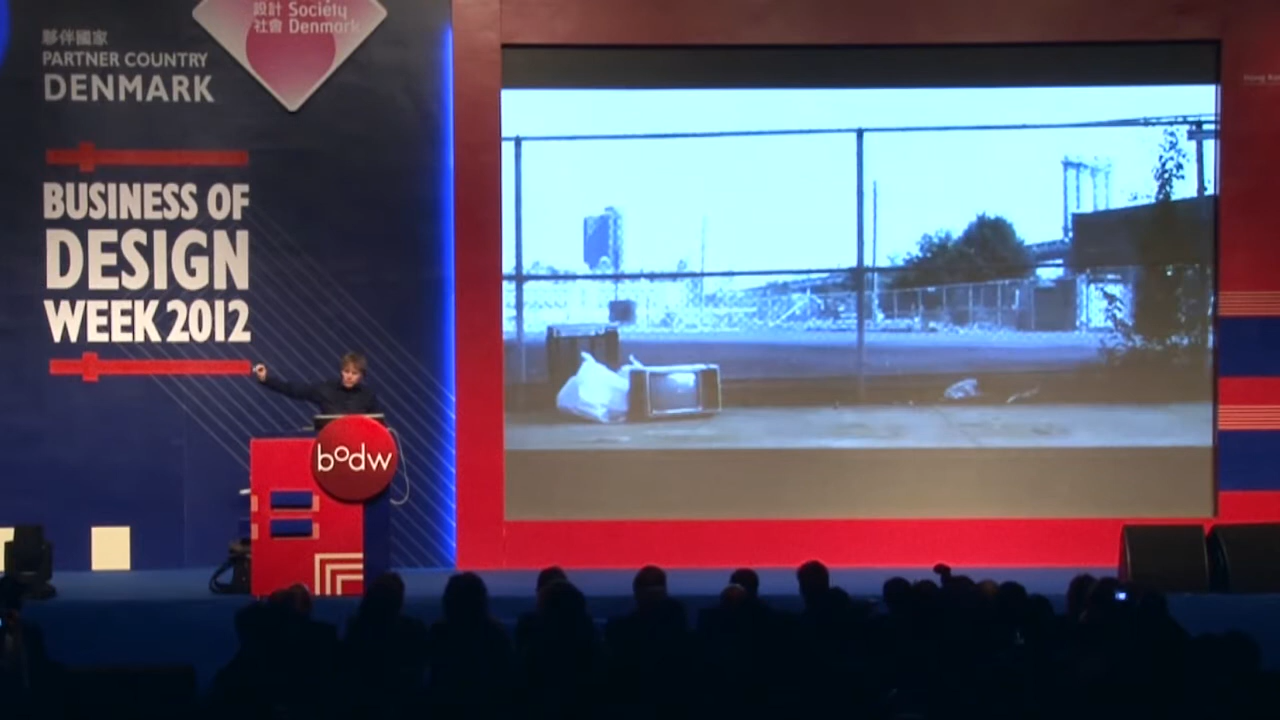 夥伴國家
PARTNER COUNTRY
DENMARK
設計 Society
社會 Denmark
BUSINESS OF
DESIGN
WEEK 2012
bodw